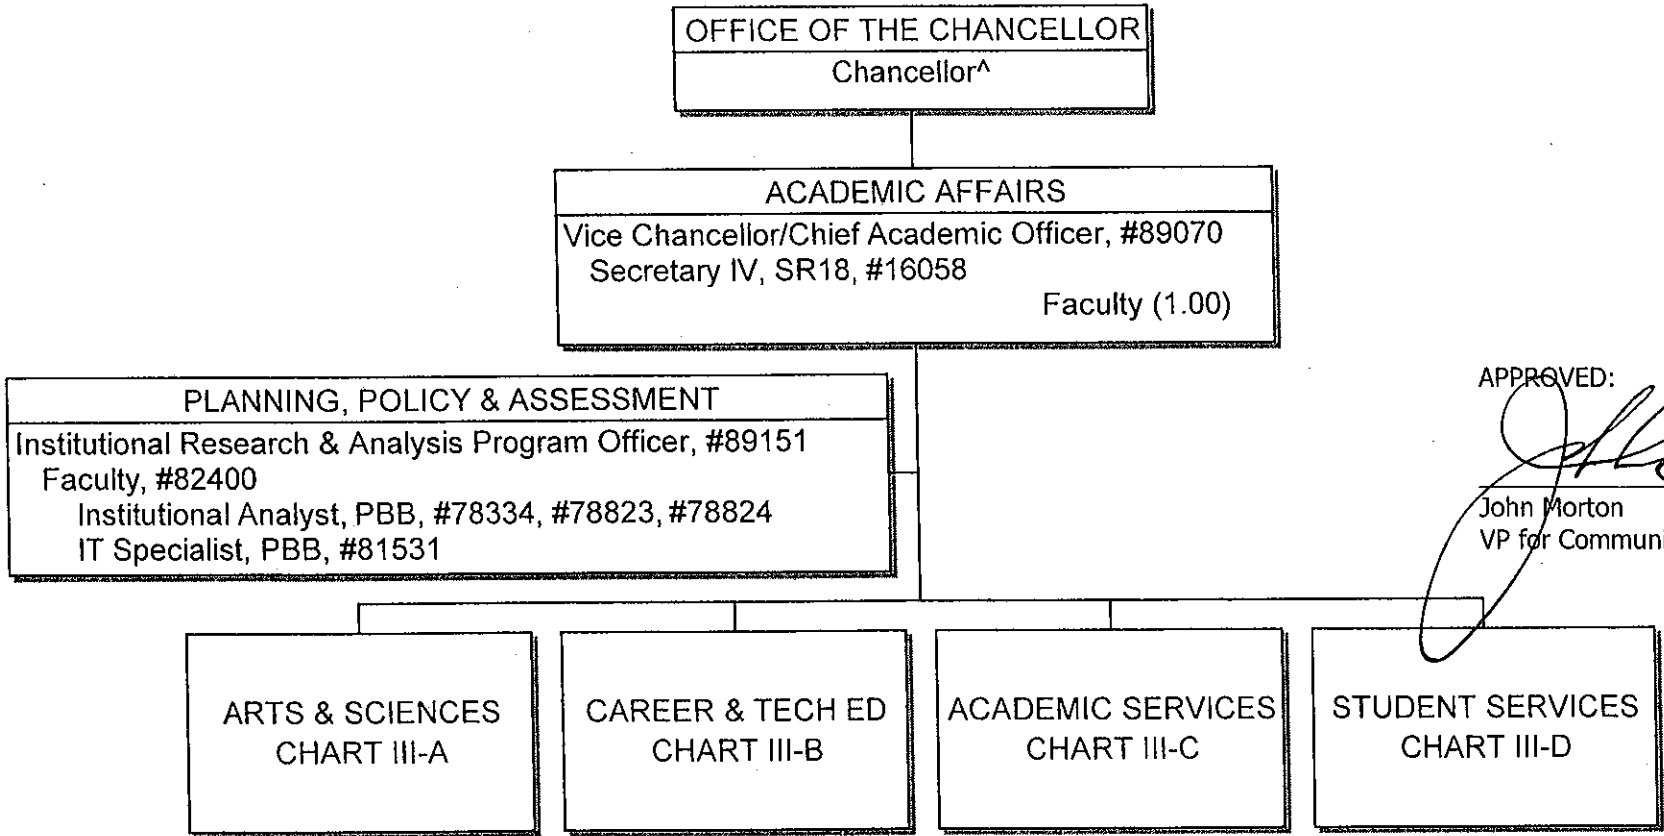 OFFICE OF THE CHANCELLOR
Chancellor^
ACADEMIC AFFAIRS
Vice Chancellor/Chief Academic Officer, #89070
Secretary IV, SR18, #16058
Faculty (1.00)
PLANNING, POLICY & ASSESSMENT
Institutional Research & Analysis Program Officer, #89151
Faculty, #82400
Institutional Analyst, PBB, #78334, #78823, #78824
IT Specialist, PBB, #81531
APPROVED:
John Morton
VP for
ARTS & SCIENCES
CHART III-A
CAREER & TECH ED
CHART III-B
ACADEMIC SERVICES
CHART III-C
STUDENT SERVICES
CHART III-D